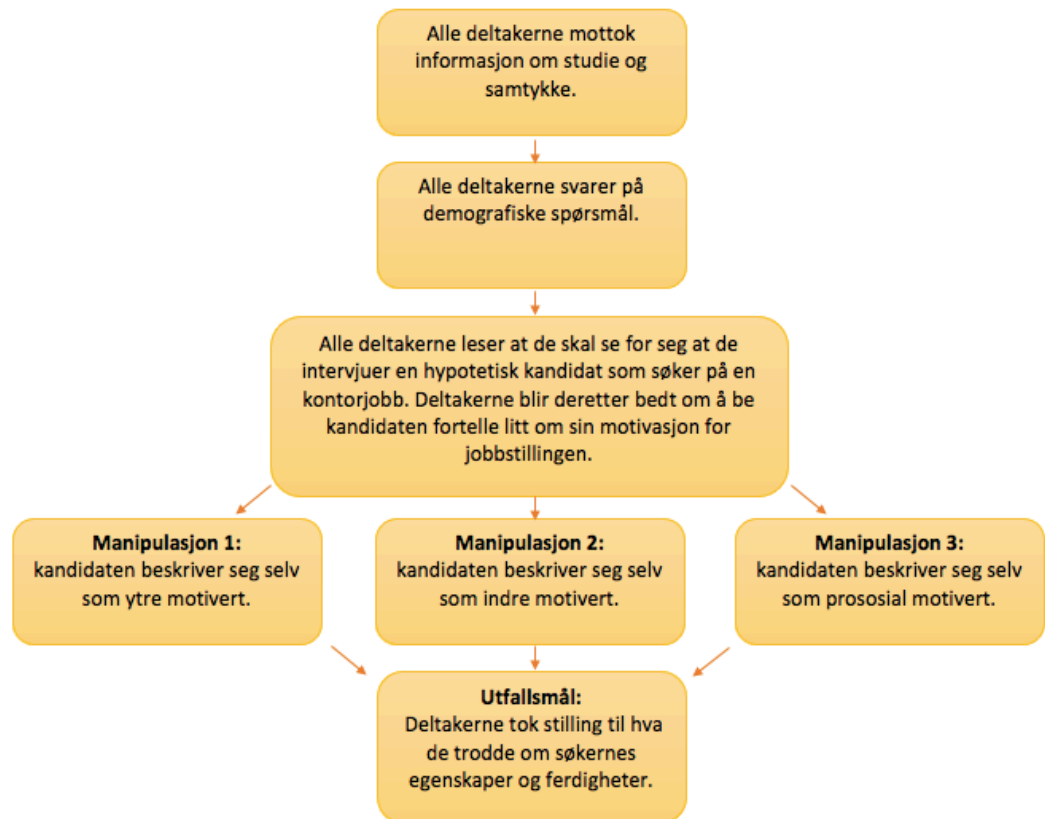 Alle deltakerne mottok
informasjon om studie og
samtykke.
Alle deltakerne svarer på
demografiske spørsmål.
Alle deltakerne leser at de skal se for seg at de
intervjuer en hypotetisk kandidat som søker på en
kontorjobb. Deltakerne blir deretter bedt om å be
kandidaten fortelle litt om sin motivasjon for
jobbstillingen.
Manipulasjon 1:
kandidaten beskriver seg selv
som ytre motivert.
Manipulasjon 2:
kandidaten beskriver seg selv
som indre motivert.
Manipulasjon 3:
kandidaten beskriver seg selv
som prososial motivert.
Utfallsmål:
Deltakerne tok stilling til hva
de trodde om søkernes
egenskaper og ferdigheter.